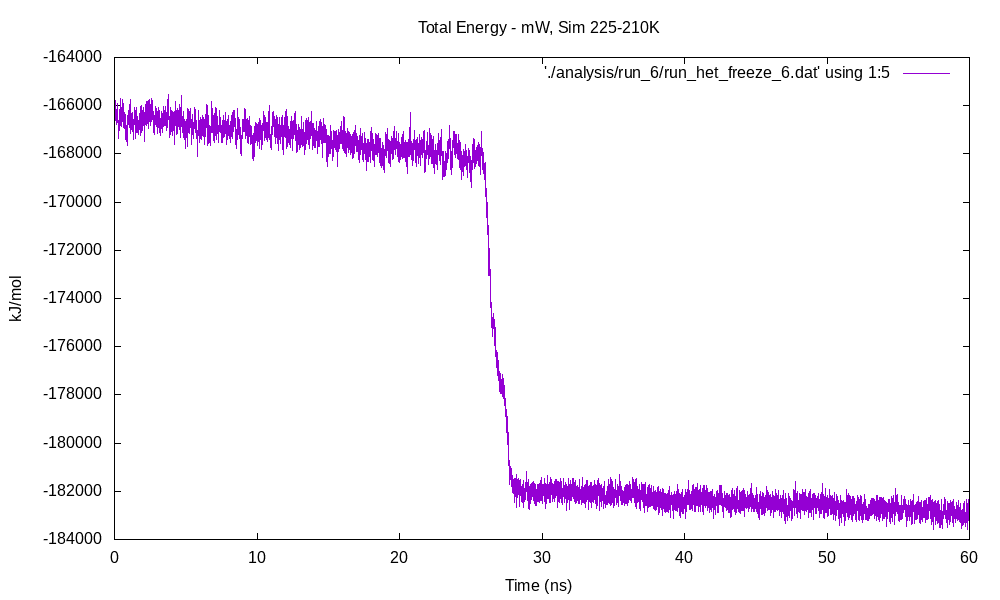 Total Energy - mW, Sim 225-210K
'./analysis/run_6/run_het_freeze_6.dat' using 1:5
-164000
-166000
-168000
-170000
-172000
-174000
-176000
-178000
-180000
-182000
-184000
kJ/mol
0 10 20 30 40 50 60
Time (ns)